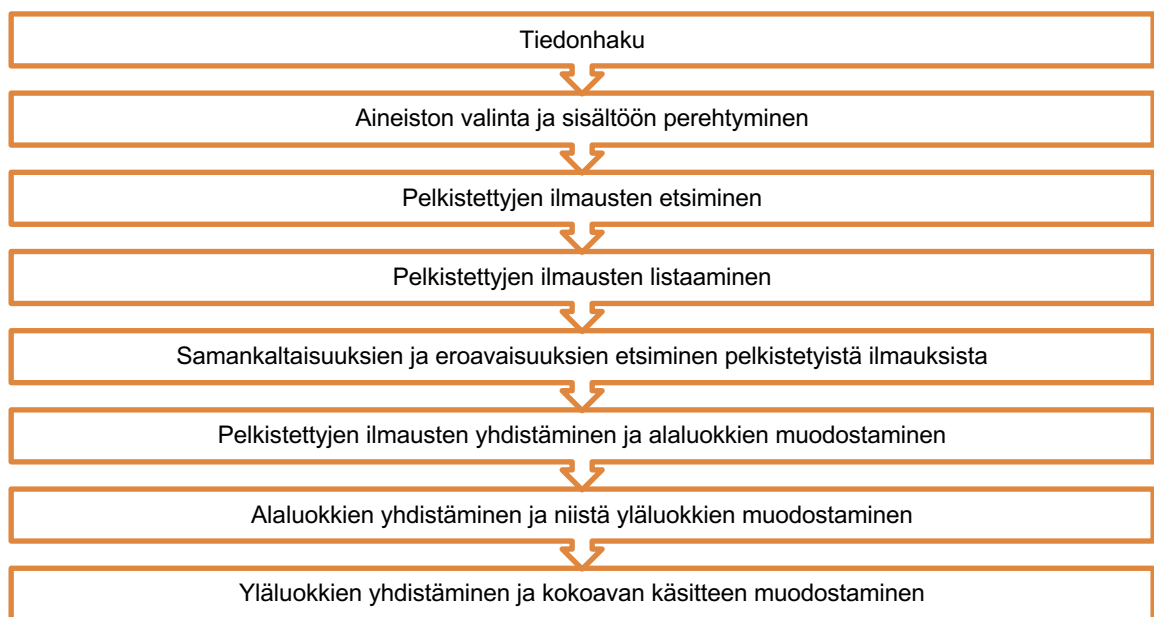 Tiedonhaku
Aineiston valinta ja sisältöön perehtyminen
Pelkistettyjen ilmausten etsiminen
Pelkistettyjen ilmausten listaaminen
Samankaltaisuuksien ja eroavaisuuksien etsiminen pelkistetyistä ilmauksista
Pelkistettyjen ilmausten yhdistäminen ja alaluokkien muodostaminen
Alaluokkien yhdistäminen ja niistä yläluokkien muodostaminen
Yläluokkien yhdistäminen ja kokoavan käsitteen muodostaminen